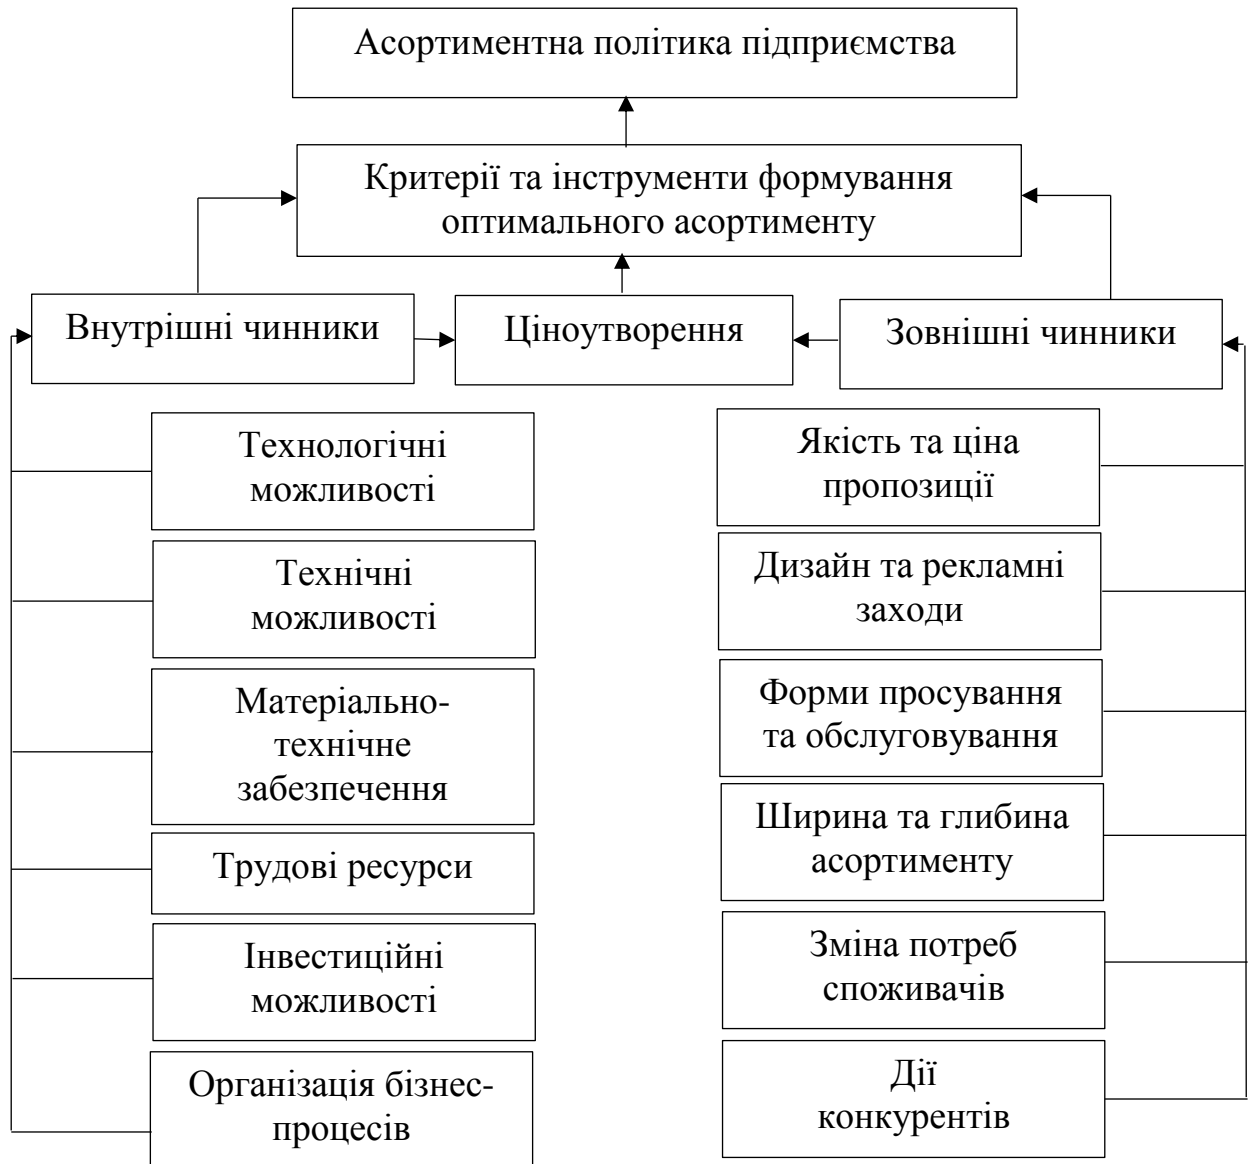 Асортиментна політика підприємства
Критерії та інструменти формування
оптимального асортименту
Внутрішні чинники
Ціноутворення
Зовнішні чинники
Технологічні
можливості
Технічні
можливості
Матеріально-
технічне
забезпечення
Трудові ресурси
Інвестиційні
можливості
Організація бізнес-
процесів
Якість та ціна
пропозиції
Дизайн та рекламні
заходи
Форми просування
та обслуговування
Ширина та глибина
асортименту
Зміна потреб
споживачів
Дії
конкурентів